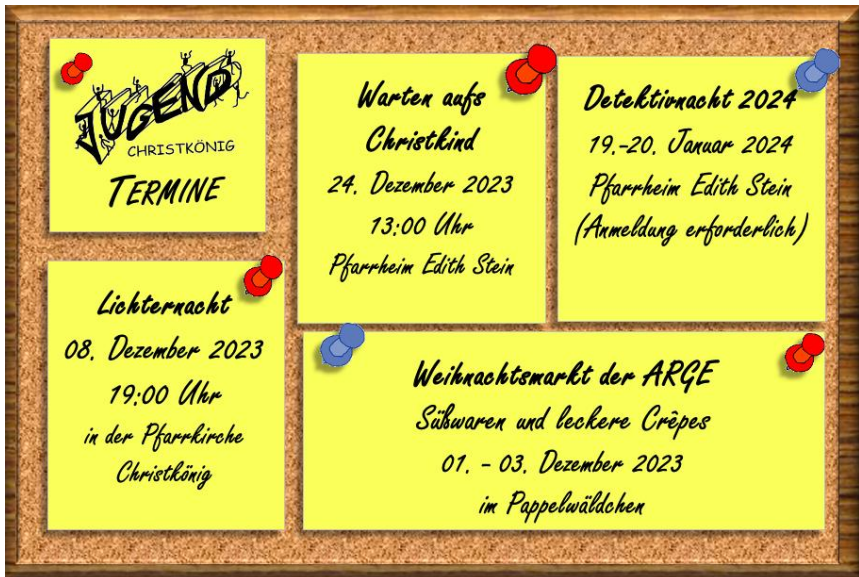 JUGEND
CHRISTKÖNIG
TERMINE
Warten aufs
Christkind
24. Dezember 2023
13:00 Uhr
Pfarrheim Edith Stein
Detektivnacht 2024
19.-20. Januar 2024
Pfarrheim Edith Stein
(Anmeldung erforderlich)
Lichternacht
08. Dezember 2023
19:00 Uhr
in der Pfarrkirche
Christkönig
Weihnachtsmarkt der ARGE
Süßwaren und leckere Crêpes
01. - 03. Dezember 2023
im Pappelwäldchen